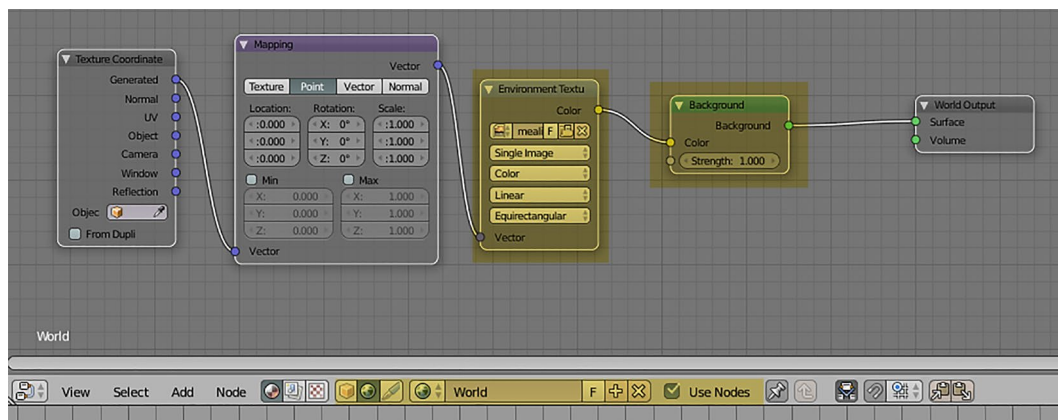 Texture Coordinate
Generated
Normal
UV
Object
Camera
Window
Reflection
Objec
From Dupli
Mapping
Vector
Texture Point Vector Normal
Location: Rotation: Scale:
:0.000 X: 0° :1.000
:0.000 Y: 0° :1.000
:0.000 Z: 0° :1.000
Min Max
X: 0.000 X: 1.000
Y: 0.000 Y: 1.000
Z: 0.000 Z: 1.000
Vector
Environment Textu
Color
meali F
Single Image
Color
Linear
Equirectangular
Vector
Background
Background
Color
Strength: 1.000
World Output
Surface
Volume
World
View Select Add Node World F Use Nodes